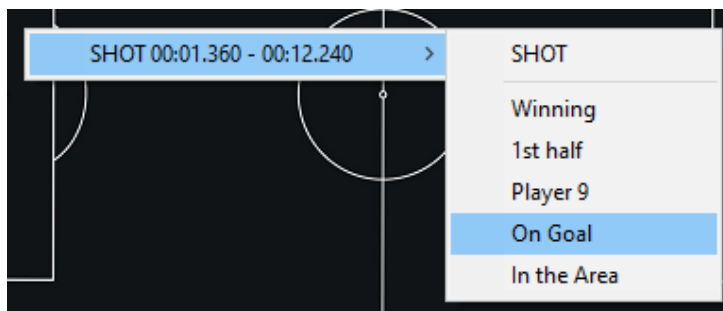 SHOT 00:01.360 - 00:12.240
SHOT
Winning
1st half
Player 9
On Goal
In the Area